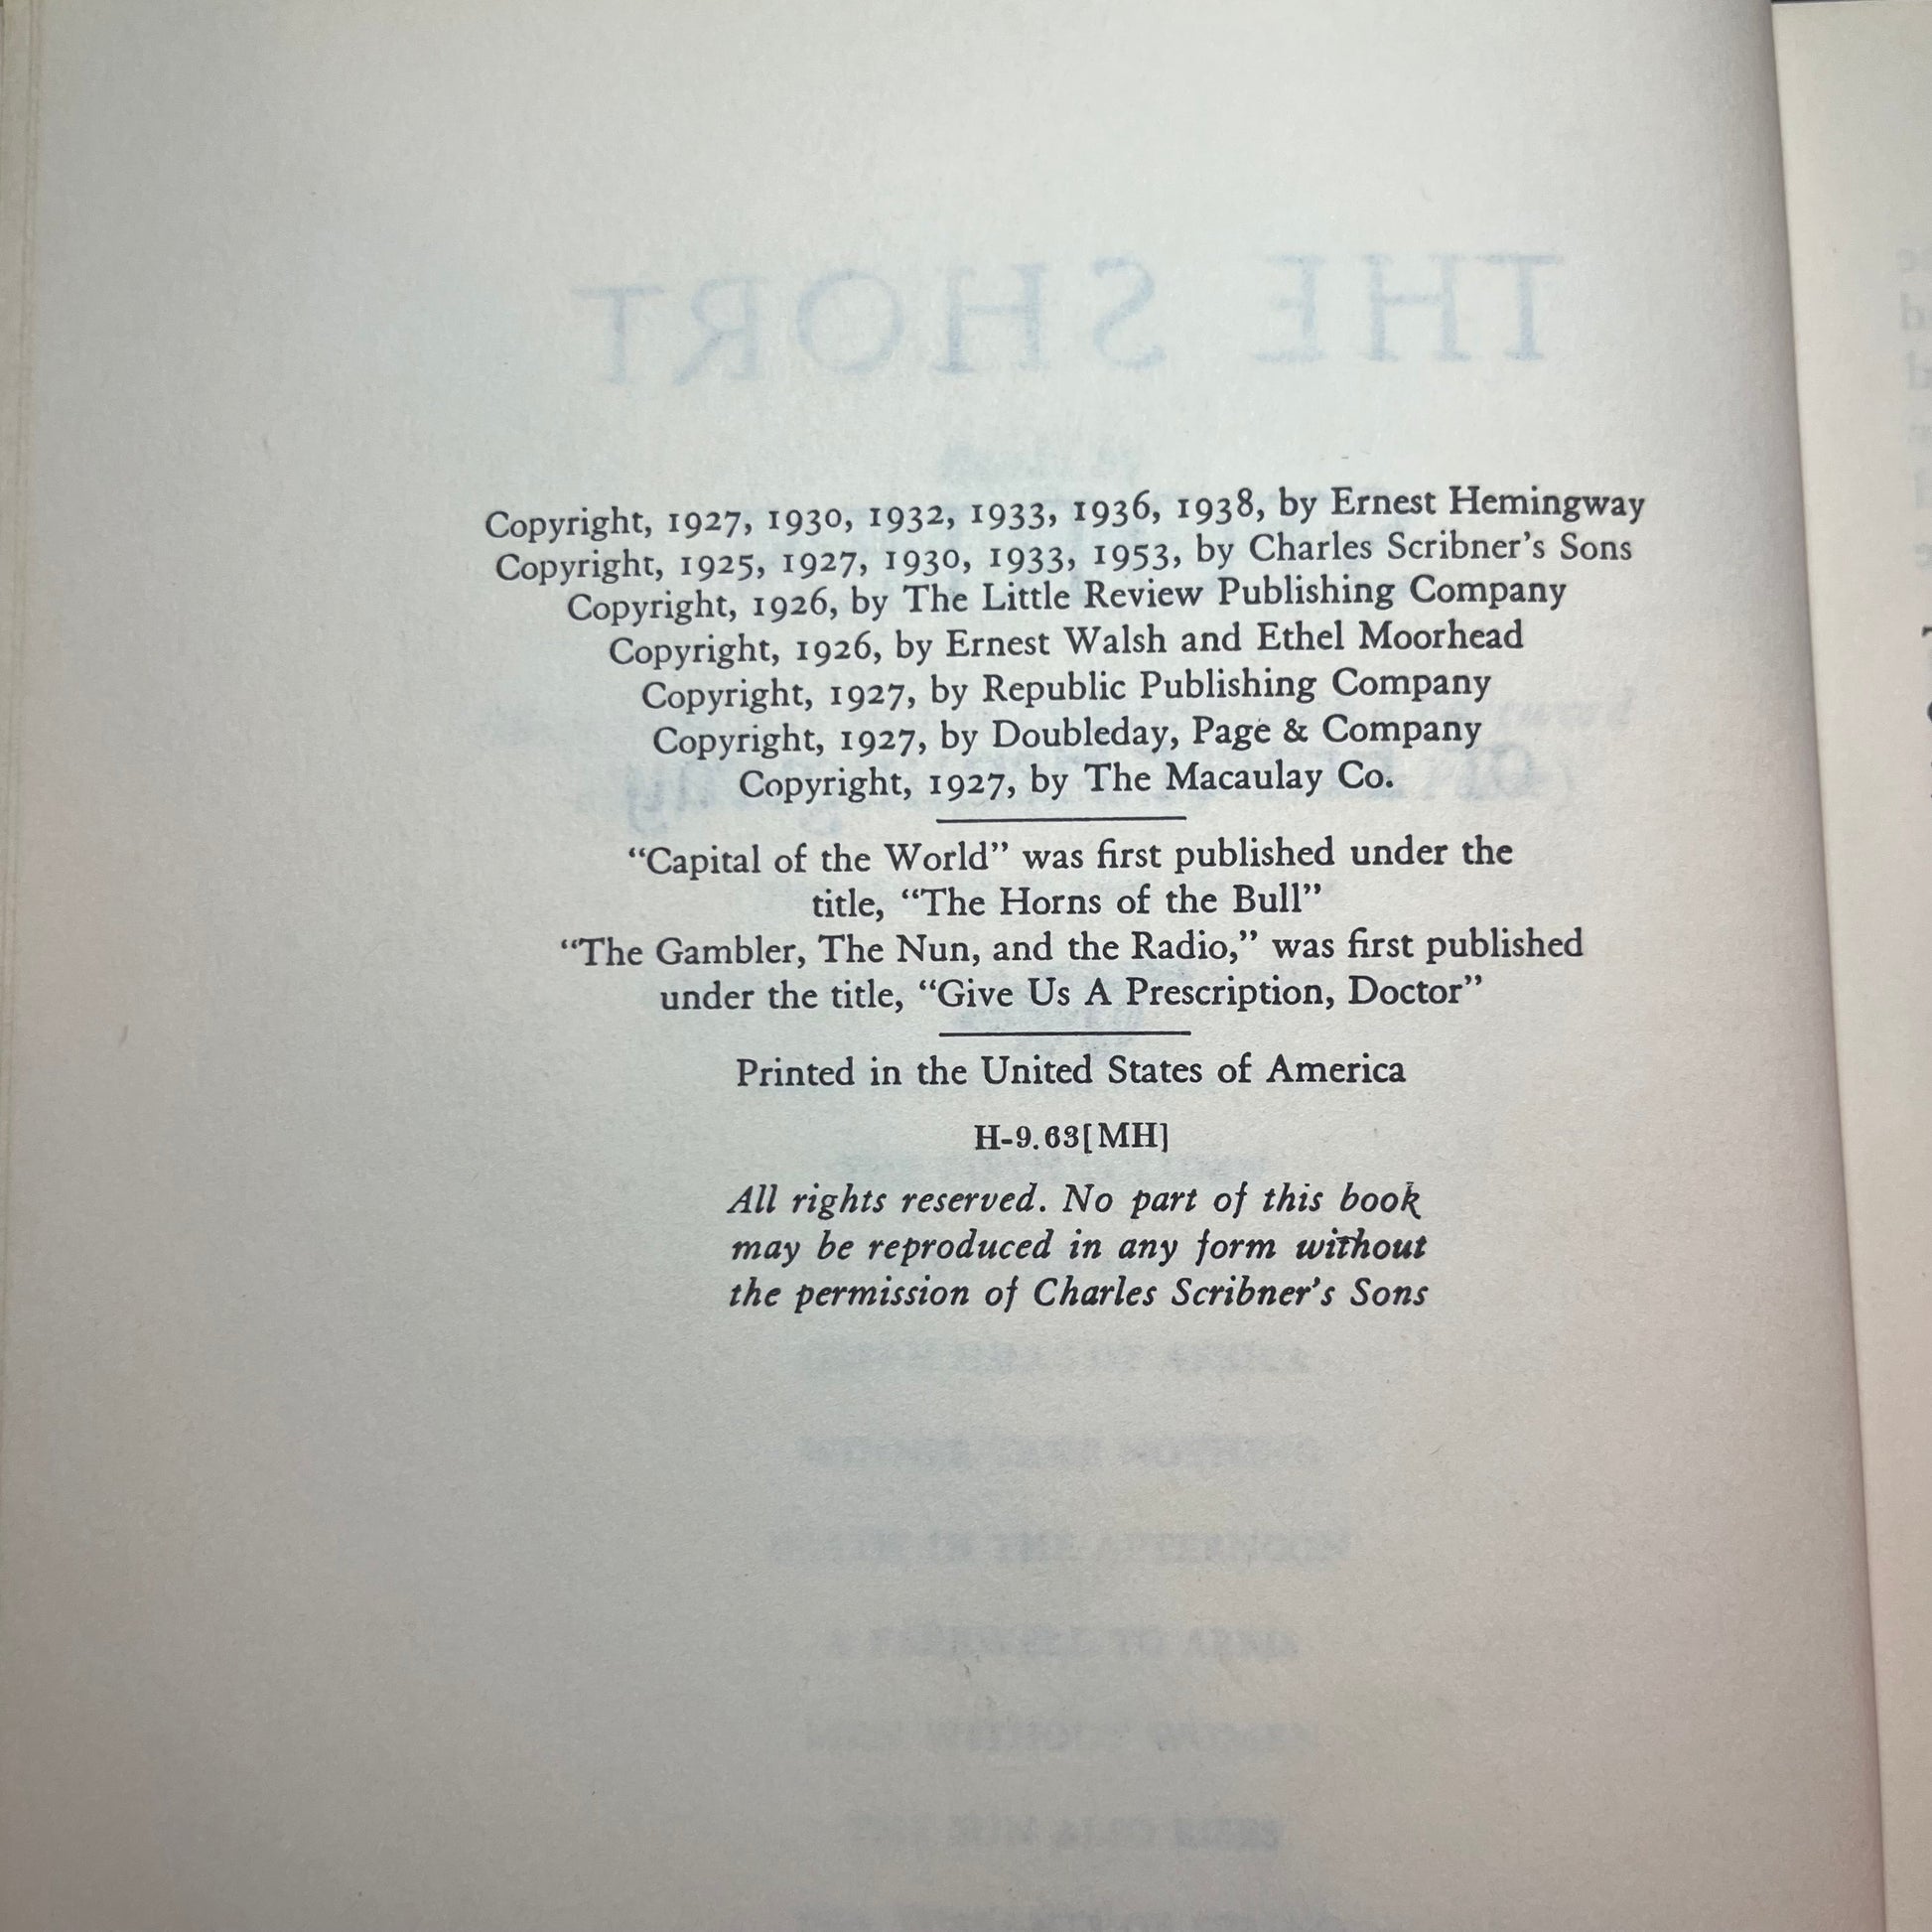 THE SHORT
Copyright, 1927, 1930, 1932, 1933, 1936, 1938, by Ernest Hemingway
Copyright, 1925, 1927, 1930, 1933, 1953, by Charles Scribner's Sons
Copyright, 1926, by The Little Review Publishing Company
Copyright, 1926, by Ernest Walsh and Ethel Moorhead
Copyright, 1927, by Republic Publishing Company
Copyright, 1927, by Doubleday, Page & Company
Copyright, 1927, by The Macaulay Co.
“Capital of the World” was first published under the
title, “The Horns of the Bull”
“The Gambler, The Nun, and the Radio,” was first published
under the title, “Give Us A Prescription, Doctor”
Printed in the United States of America
H-9.63[MH]
All rights reserved. No part of this book
may be reproduced in any form without
the permission of Charles Scribner's Sons